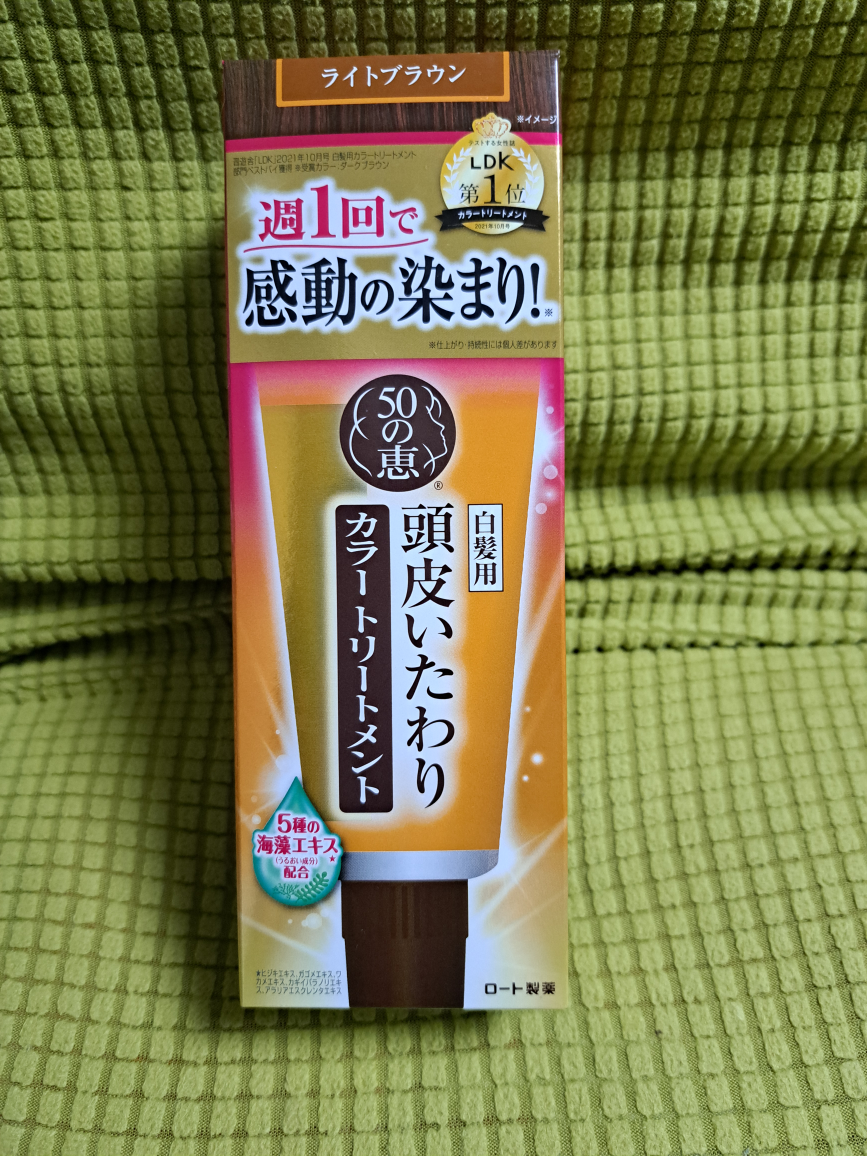 ライトブラウン
※イメージ
晋遊舎「LDK」2021年10月号 白髪用カラートリートメント
部門ベストバイ獲得 ※受賞カラー:ダークブラウン
テストする女性誌
LDK
第1位
カラートリートメント
2021年10月号
週1回で
感動の染まり!※
※仕上がり・持続性には個人差があります
50の恵
®
白髪用
頭皮いたわり
カラートリートメント
5種の
海藻エキス★
(うるおい成分)
配合
★ヒジキエキス、ガゴメエキス、ワ
カメエキス、カギイバラノリエキ
ス、アラリアエスクレンタエキス
ロート製薬